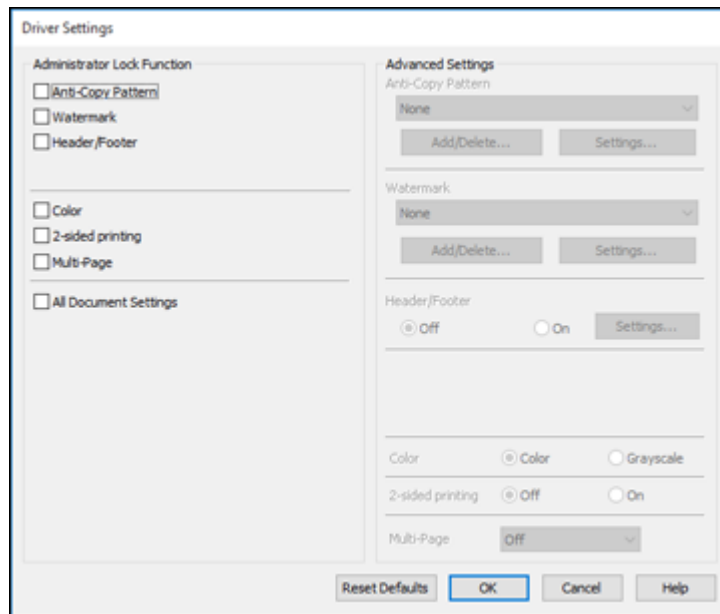 Driver Settings
Administrator Lock Function
Anti-Copy Pattern
Watermark
Header/Footer
Color
2-sided printing
Multi-Page
All Document Settings
Advanced Settings
Anti-Copy Pattern
None
Add/Delete... Settings...
Watermark
None
Add/Delete... Settings...
Header/Footer
Off On Settings...
Color Color Grayscale
2-sided printing Off On
Multi-Page Off
Reset Defaults OK Cancel Help